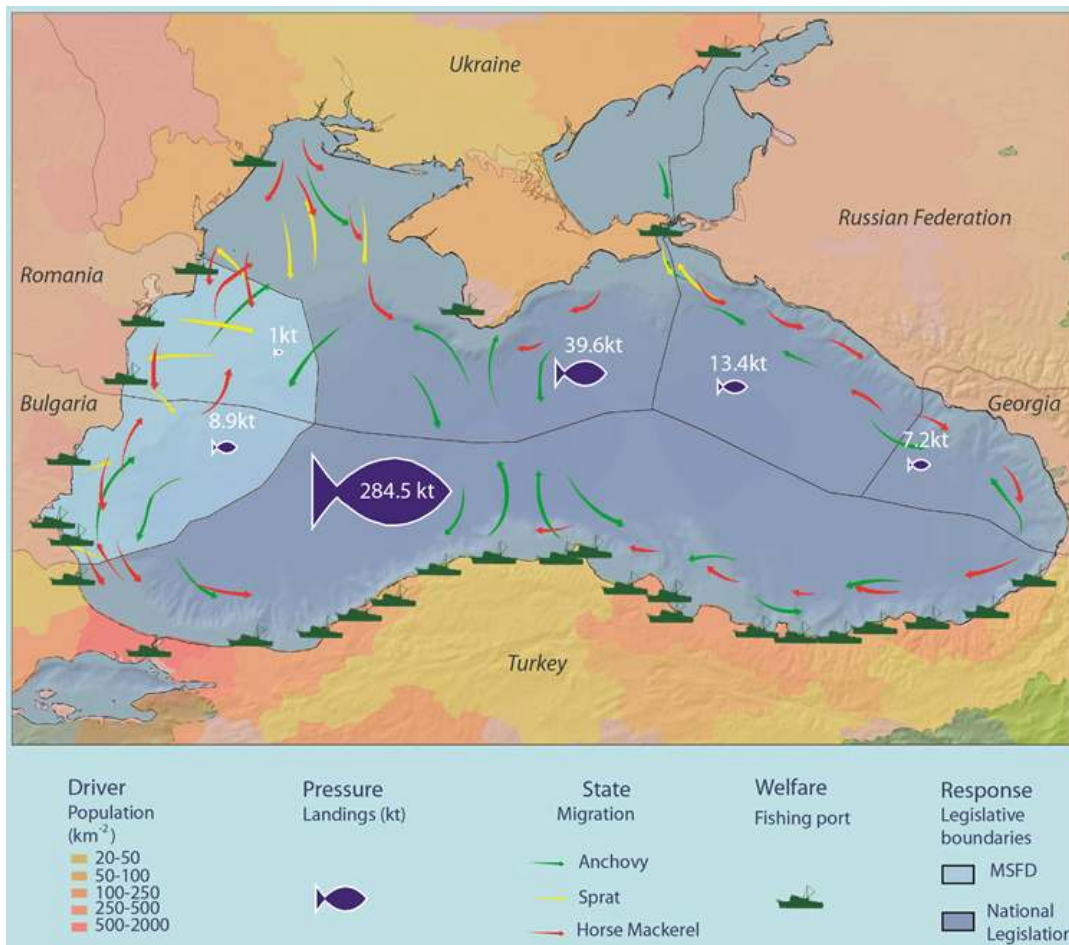 Ukraine
Russian Federation
Romania
1kt
39.6kt
13.4kt
Georgia
Bulgaria
8.9kt
7.2kt
284.5 kt
Turkey
Driver
Population
(km⁻²)
20-50
50-100
100-250
250-500
500-2000
Pressure
Landings (kt)
State
Migration
Anchovy
Sprat
Horse Mackerel
Welfare
Fishing port
Response
Legislative
boundaries
MSFD
National
Legislation